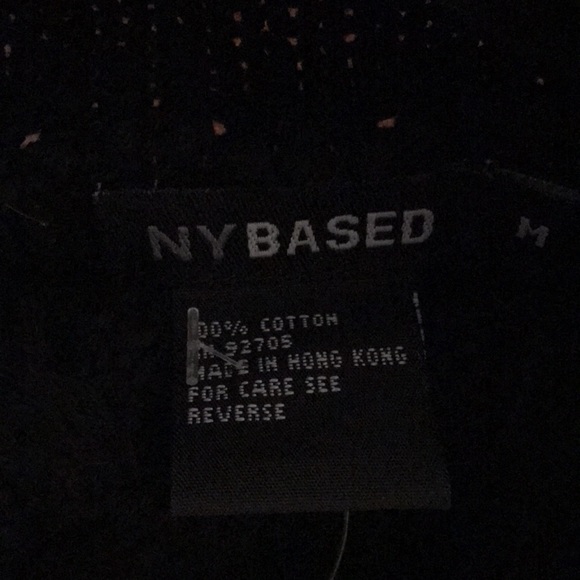 NYBASED
M
00% COTTON
N 92705
MADE IN HONG KONG
FOR CARE SEE
REVERSE